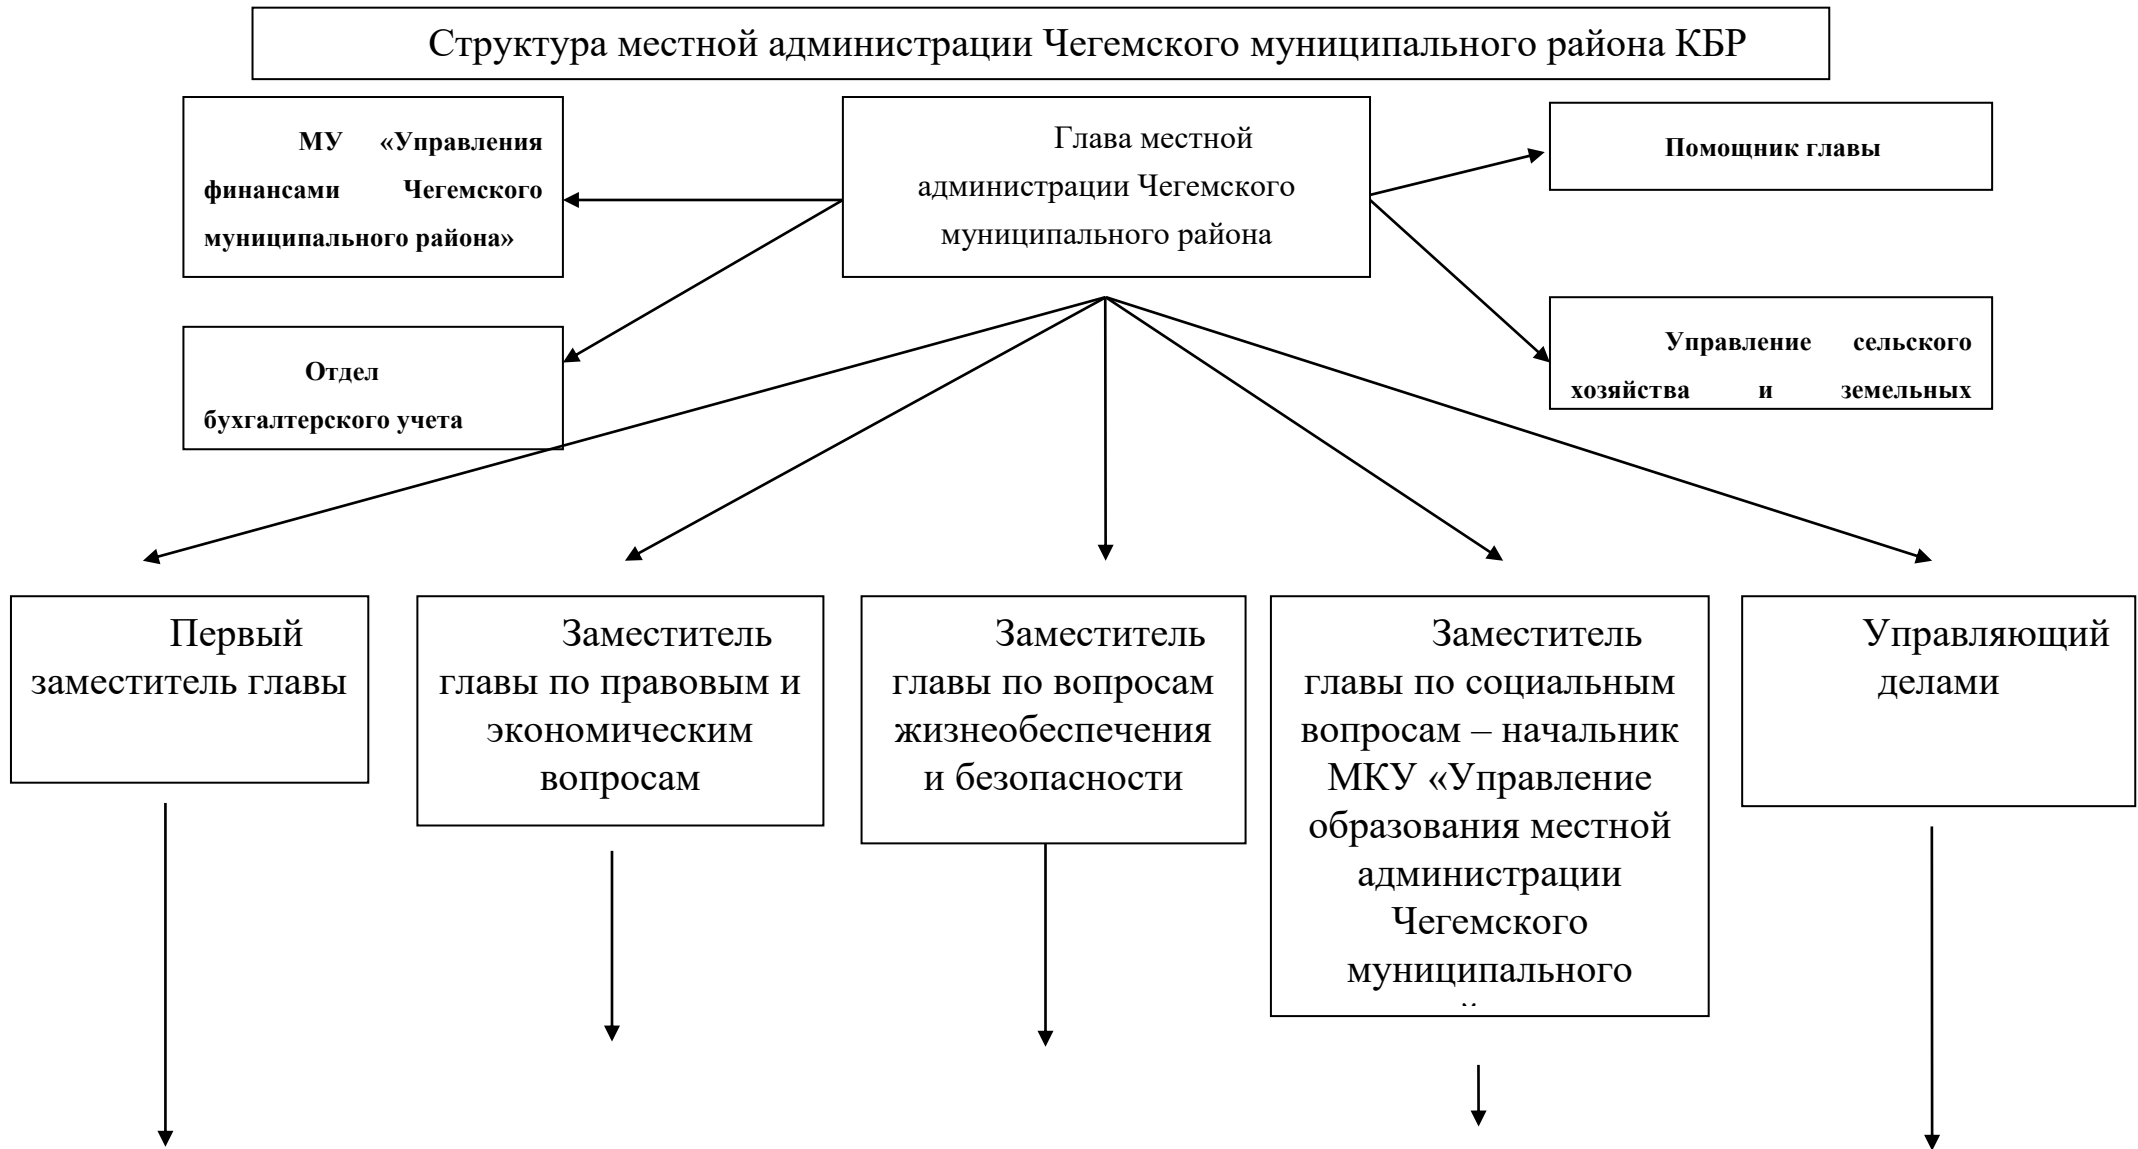 Структура местной администрации Чегемского муниципального района КБР
МУ «Управления
финансами Чегемского
муниципального района»
Глава местной
администрации Чегемского
муниципального района
Помощник главы
Отдел
бухгалтерского учета
Управление сельского
хозяйства и земельных
Первый
заместитель главы
Заместитель
главы по правовым и
экономическим
вопросам
Заместитель
главы по вопросам
жизнеобеспечения
и безопасности
Заместитель
главы по социальным
вопросам – начальник
МКУ «Управление
образования местной
администрации
Чегемского
муниципального
Управляющий
делами